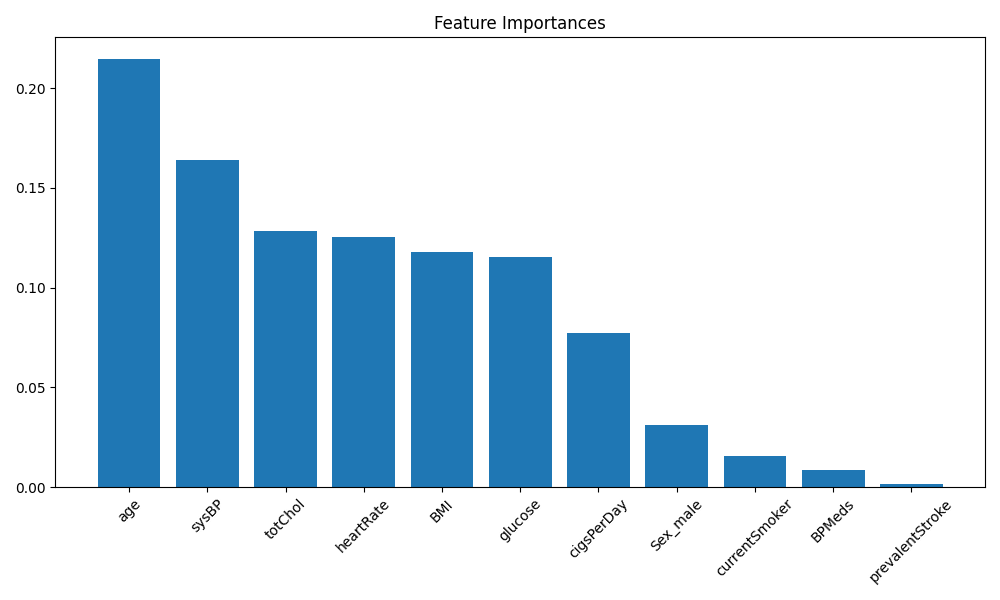 Feature Importances
0.20
0.15
0.10
0.05
0.00
age
sysBP
totChol
heartRate
BMI
glucose
cigsPerDay
Sex_male
currentSmoker
BPMeds
prevalentStroke